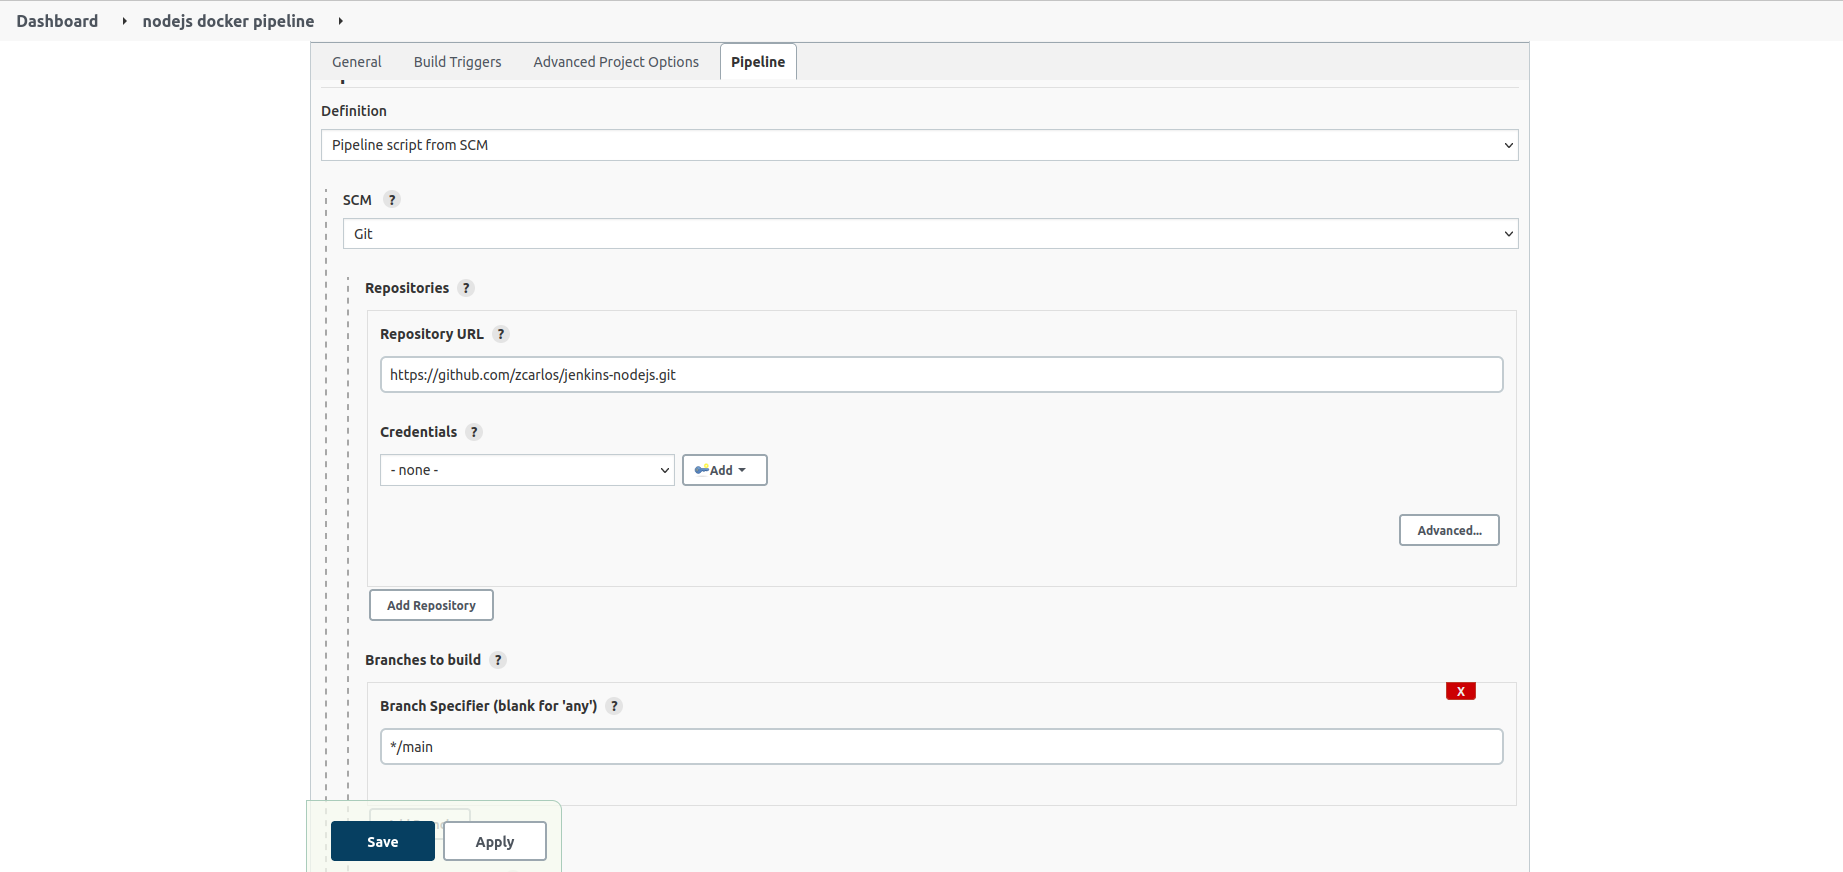 Dashboard nodejs docker pipeline
General Build Triggers Advanced Project Options Pipeline
Definition
Pipeline script from SCM
SCM ?
Git
Repositories ?
Repository URL ?
https://github.com/zcarlos/jenkins-nodejs.git
Credentials ?
- none - Add
Advanced...
Add Repository
Branches to build ?
X
Branch Specifier (blank for 'any') ?
*/main
Save Apply